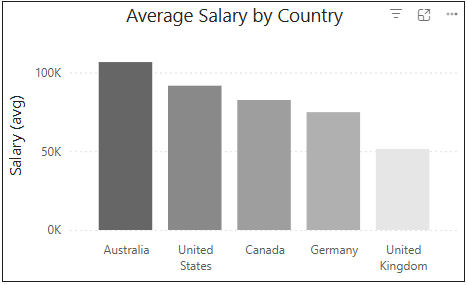 Average Salary by Country
Salary (avg)
100K
50K
0K
Australia
United
States
Canada
Germany
United
Kingdom